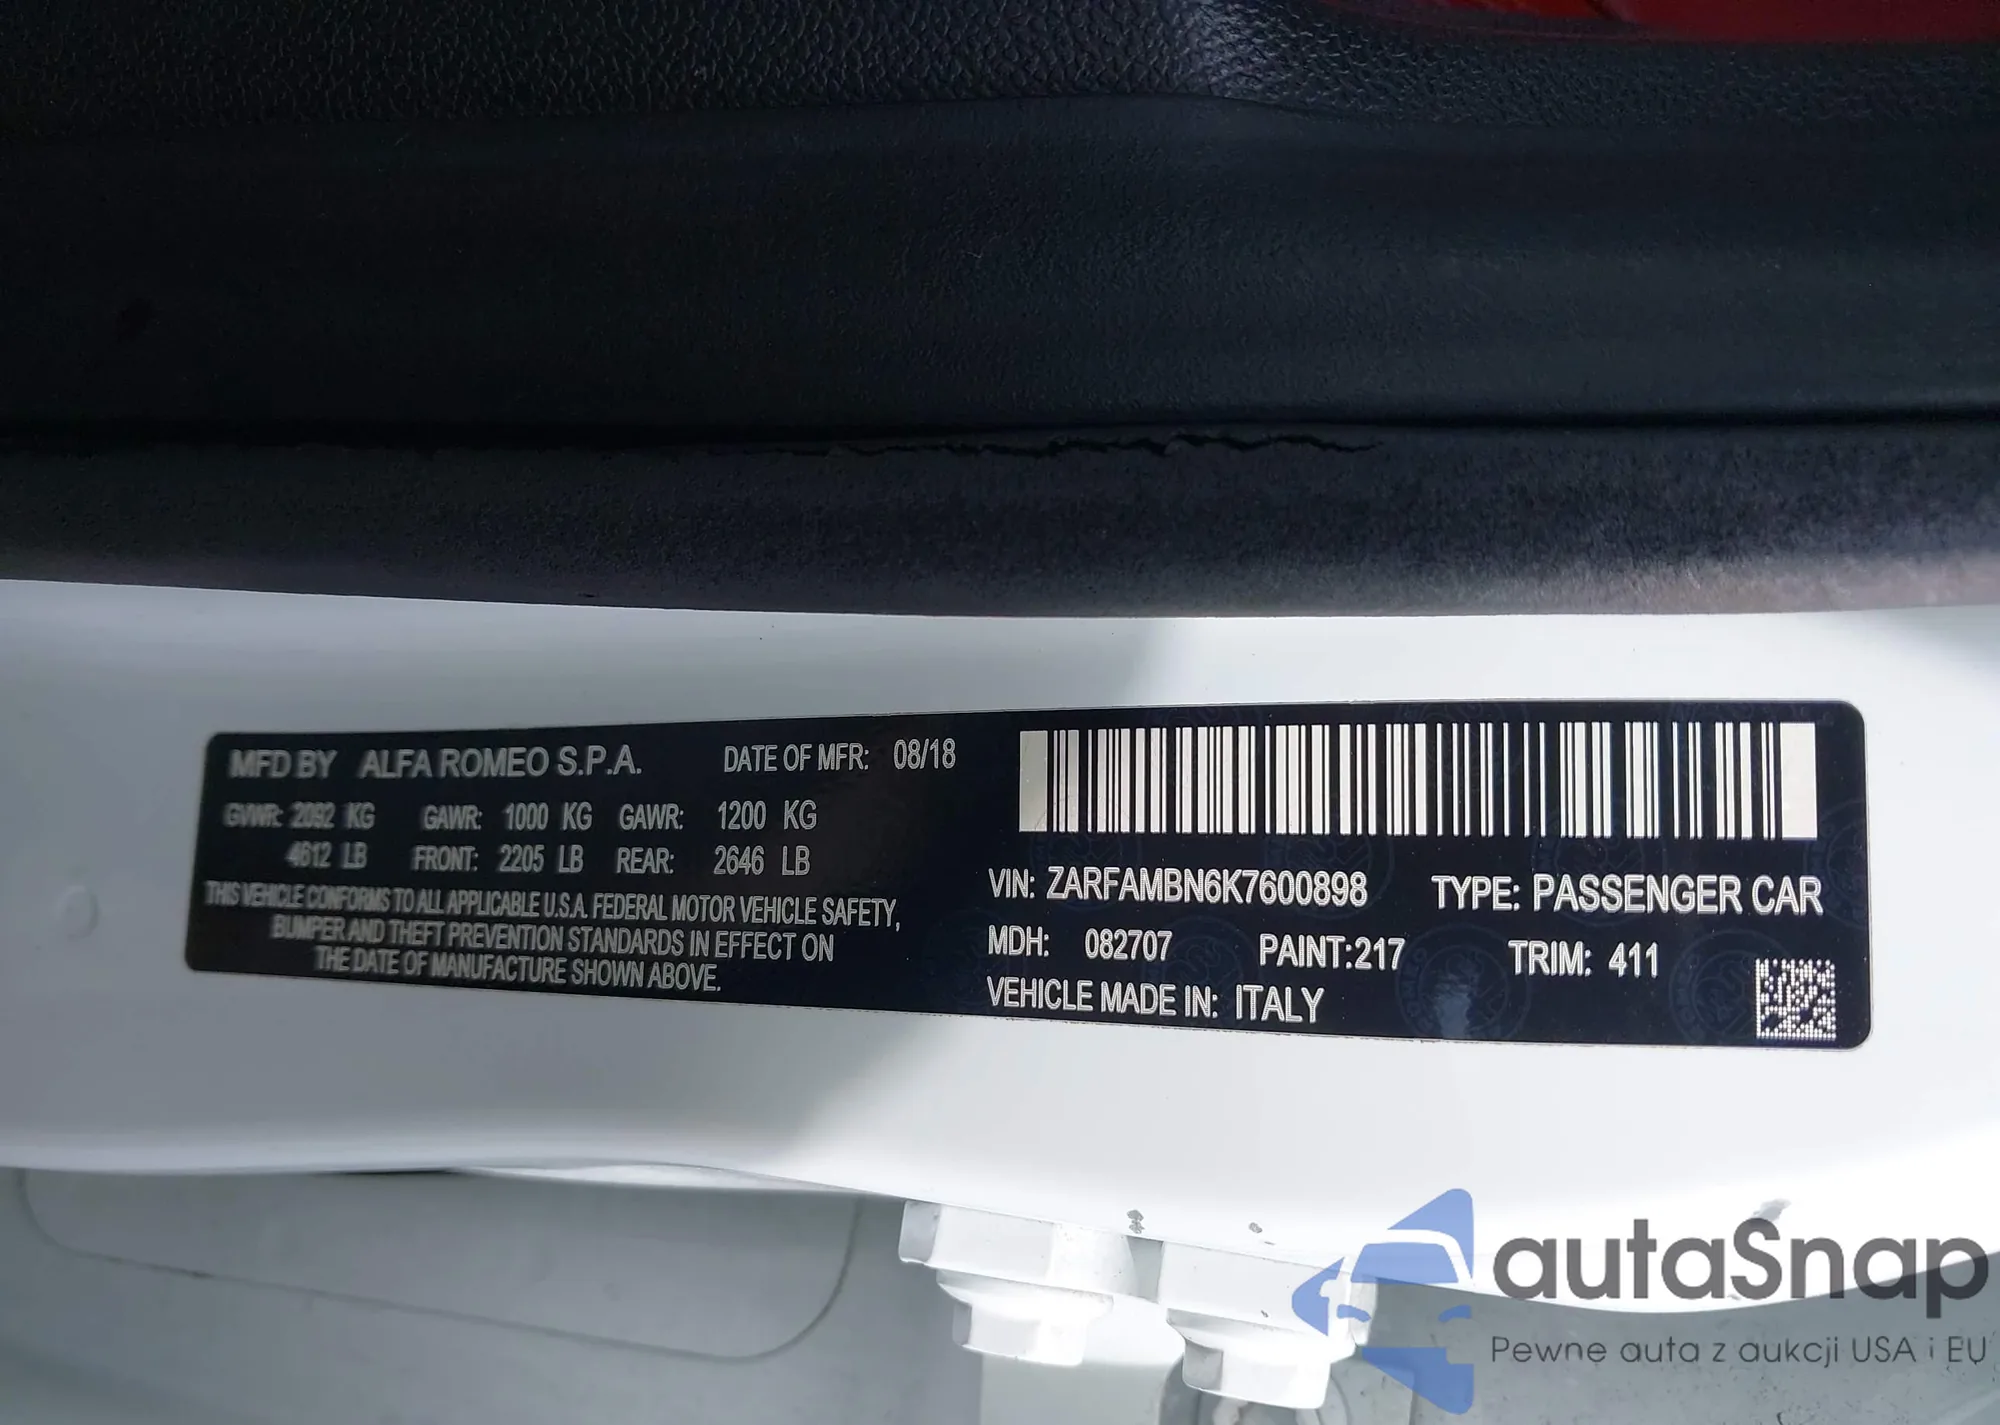 MFD BY ALFA ROMEO S.P.A. DATE OF MFR: 08/18
GVWR: 2092 KG GAWR: 1000 KG GAWR: 1200 KG
4612 LB FRONT: 2205 LB REAR: 2646 LB
THIS VEHICLE CONFORMS TO ALL APPLICABLE U.S.A. FEDERAL MOTOR VEHICLE SAFETY,
BUMPER AND THEFT PREVENTION STANDARDS IN EFFECT ON
THE DATE OF MANUFACTURE SHOWN ABOVE.
VIN: ZARFAMBN6K7600898 TYPE: PASSENGER CAR
MDH: 082707 PAINT:217 TRIM: 411
VEHICLE MADE IN: ITALY
autaSnap
Pewne auta z aukcji USA i EU